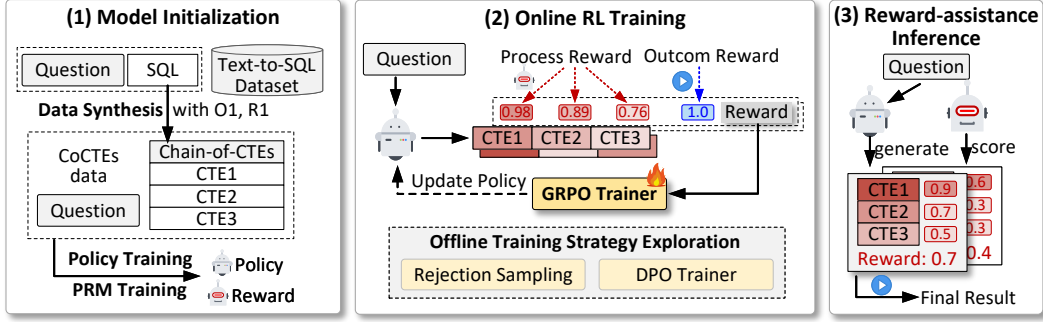 (1) Model Initialization
Question
SQL
Text-to-SQL
Dataset
Data Synthesis with O1, R1
CoCTEs
data
Question
Chain-of-CTEs
CTE1
CTE2
CTE3
Policy Training
PRM Training
Policy
Reward
(2) Online RL Training
Question
Process Reward
Outcom Reward
0.98
0.89
0.76
1.0
Reward
CTE1
CTE2
CTE3
Update Policy
GRPO Trainer
Offline Training Strategy Exploration
Rejection Sampling
DPO Trainer
(3) Reward-assistance
Inference
Question
generate
score
CTE1
0.9
0.6
CTE2
0.7
0.3
CTE3
0.5
0.3
Reward: 0.7
0.4
Final Result